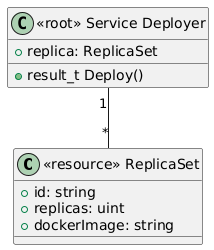 C «root» Service Deployer
replica: ReplicaSet
result_t Deploy()
1
*
C «resource» ReplicaSet
id: string
replicas: uint
dockerImage: string